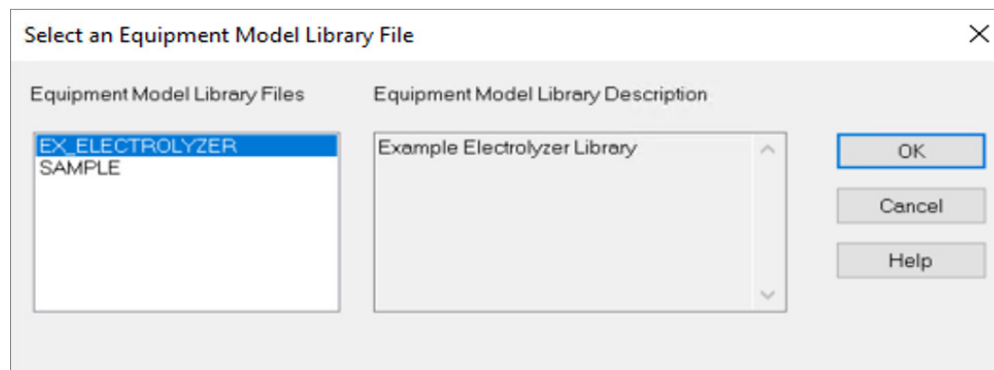 Select an Equipment Model Library File
Equipment Model Library Files
Equipment Model Library Description
EX_ELECTROLYZER
SAMPLE
Example Electrolyzer Library
OK
Cancel
Help